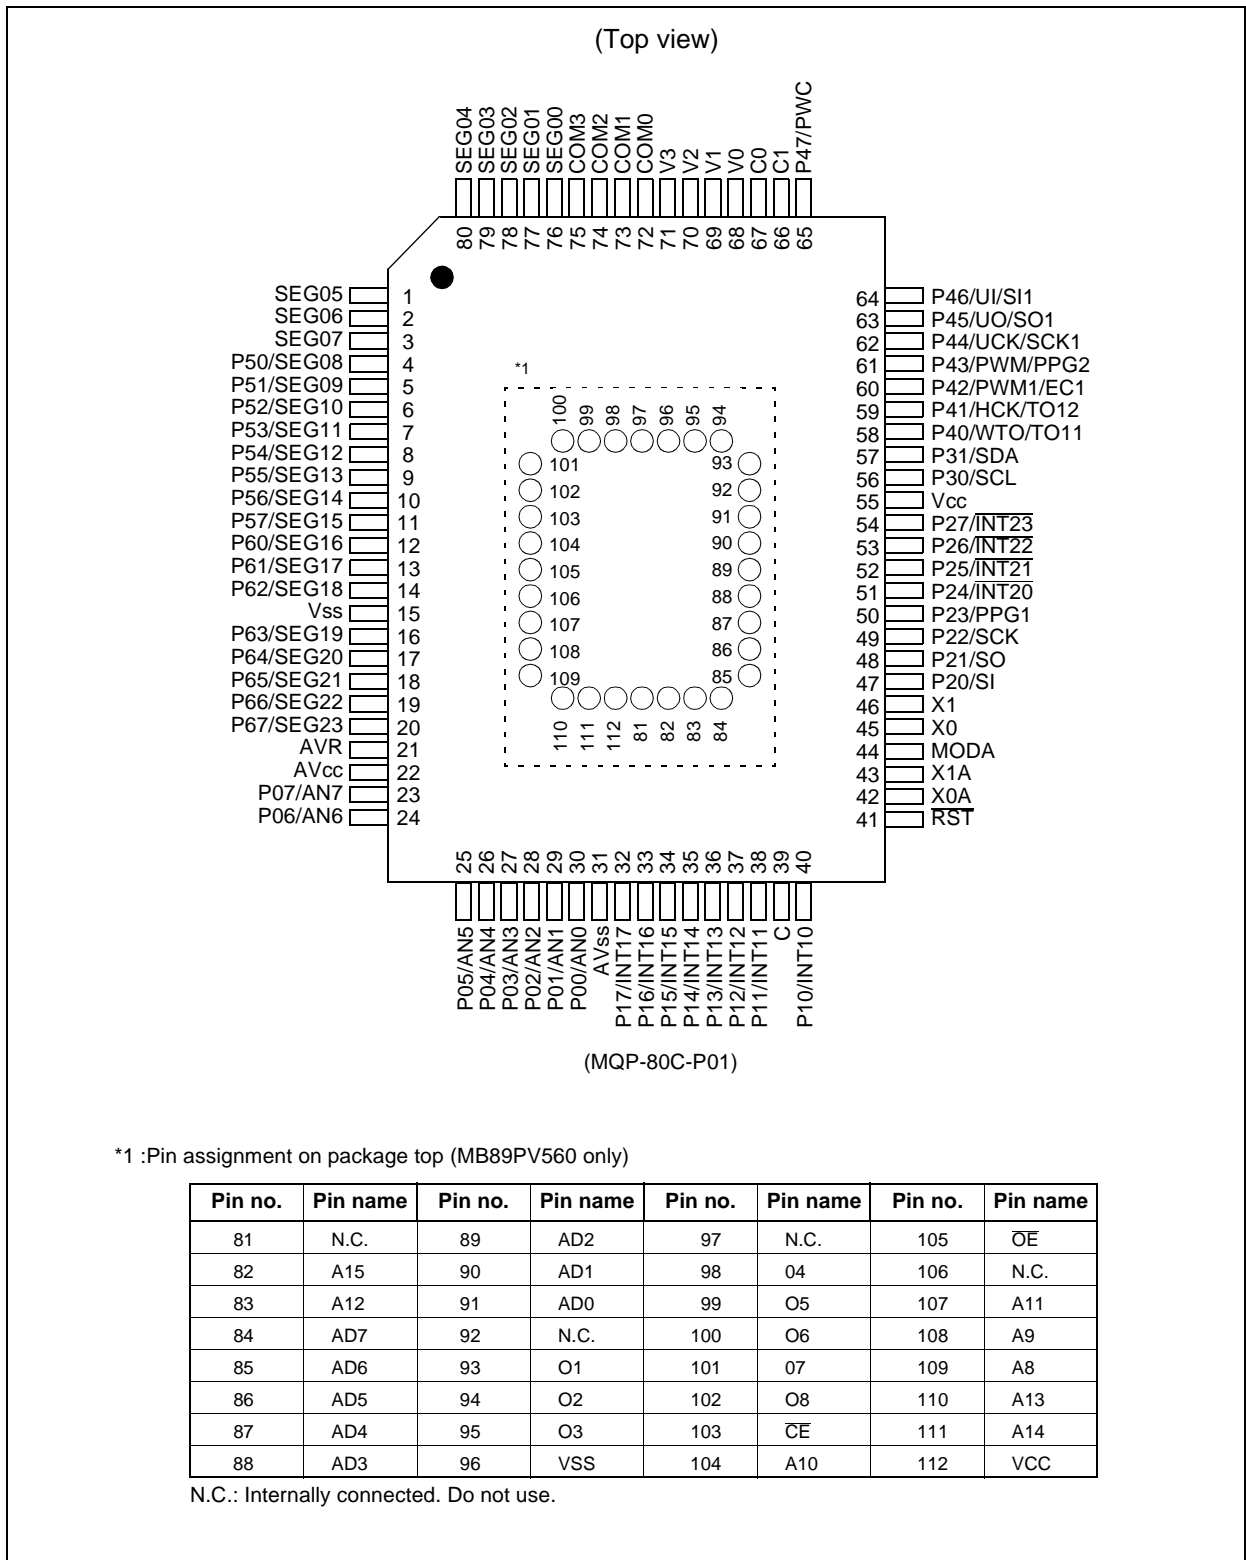 (Top view)
SEG04
SEG03
SEG02
SEG01
SEG00
COM3
COM2
COM1
COM0
V3
V2
V1
V0
C0
C1
P47/PWC
80
79
78
77
76
75
74
73
72
71
70
69
68
67
66
65
SEG05 1
SEG06 2
SEG07 3
P50/SEG08 4
P51/SEG09 5
P52/SEG10 6
P53/SEG11 7
P54/SEG12 8
P55/SEG13 9
P56/SEG14 10
P57/SEG15 11
P60/SEG16 12
P61/SEG17 13
P62/SEG18 14
Vss 15
P63/SEG19 16
P64/SEG20 17
P65/SEG21 18
P66/SEG22 19
P67/SEG23 20
AVR 21
AVcc 22
P07/AN7 23
P06/AN6 24
*1
100
99
98
97
96
95
94
101
102
103
104
105
106
107
108
109
93
92
91
90
89
88
87
86
85
110
111
112
81
82
83
84
64 P46/UI/SI1
63 P45/UO/SO1
62 P44/UCK/SCK1
61 P43/PWM/PPG2
60 P42/PWM1/EC1
59 P41/HCK/TO12
58 P40/WTO/TO11
57 P31/SDA
56 P30/SCL
55 Vcc
54 P27/INT23
53 P26/INT22
52 P25/INT21
51 P24/INT20
50 P23/PPG1
49 P22/SCK
48 P21/SO
47 P20/SI
46 X1
45 X0
44 MODA
43 X1A
42 X0A
41 RST
25
26
27
28
29
30
31
32
33
34
35
36
37
38
39
40
P05/AN5
P04/AN4
P03/AN3
P02/AN2
P01/AN1
P00/AN0
AVss
P17/INT17
P16/INT16
P15/INT15
P14/INT14
P13/INT13
P12/INT12
P11/INT11
C
P10/INT10
(MQP-80C-P01)
*1 :Pin assignment on package top (MB89PV560 only)
Pin no. Pin name Pin no. Pin name Pin no. Pin name Pin no. Pin name
81 N.C. 89 AD2 97 N.C. 105 OE
82 A15 90 AD1 98 04 106 N.C.
83 A12 91 AD0 99 O5 107 A11
84 AD7 92 N.C. 100 O6 108 A9
85 AD6 93 O1 101 07 109 A8
86 AD5 94 O2 102 O8 110 A13
87 AD4 95 O3 103 CE 111 A14
88 AD3 96 VSS 104 A10 112 VCC
N.C.: Internally connected. Do not use.